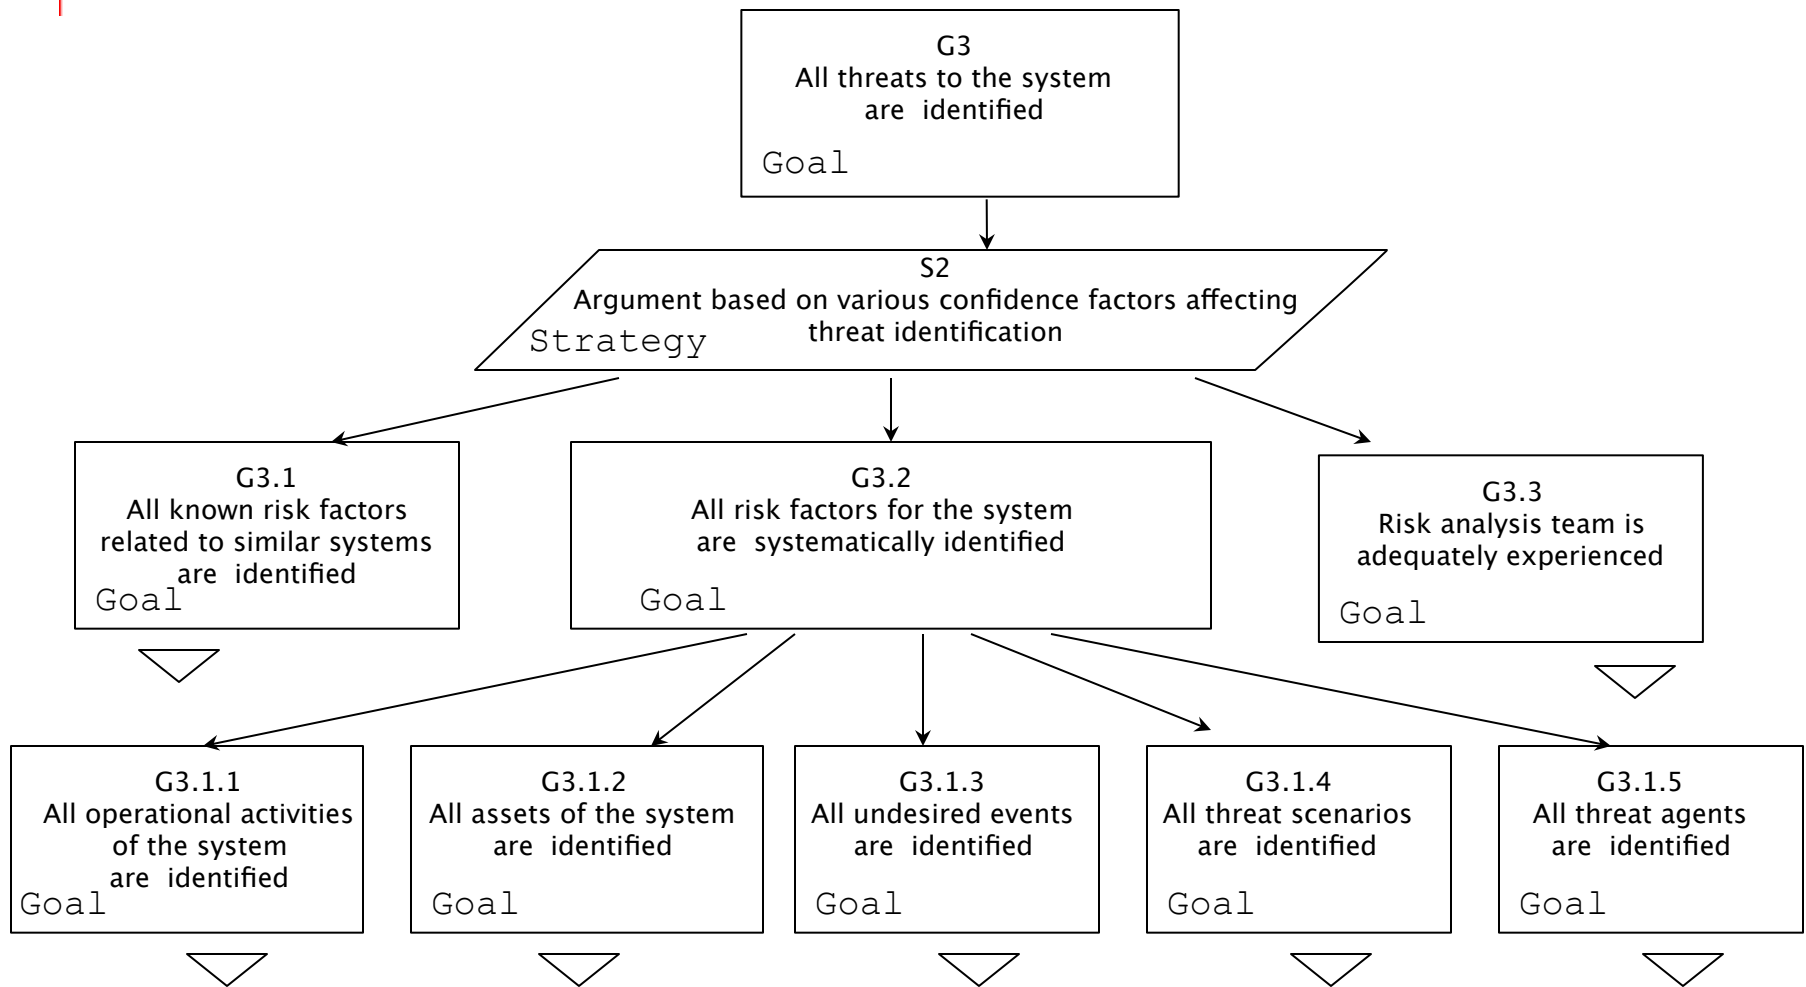 G3
All threats to the system
are identified
Goal
S2
Argument based on various confidence factors affecting
threat identification
Strategy
G3.1
All known risk factors
related to similar systems
are identified
Goal
G3.2
All risk factors for the system
are systematically identified
Goal
G3.3
Risk analysis team is
adequately experienced
Goal
G3.1.1
All operational activities
of the system
are identified
Goal
G3.1.2
All assets of the system
are identified
Goal
G3.1.3
All undesired events
are identified
Goal
G3.1.4
All threat scenarios
are identified
Goal
G3.1.5
All threat agents
are identified
Goal